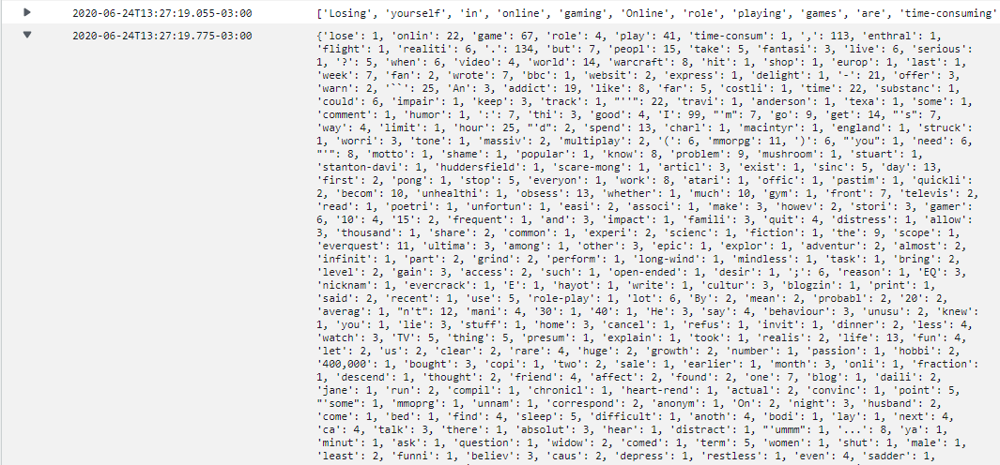 2020-06-24T13:27:19.055-03:00 ['Losing', 'yourself', 'in', 'online', 'gaming', 'Online', 'role', 'playing', 'games', 'are', 'time-consuming'
2020-06-24T13:27:19.775-03:00 {'lose': 1, 'onlin': 22, 'game': 67, 'role': 4, 'play': 41, 'time-consum': 1, ',': 113, 'enthral': 1,
'flight': 1, 'realiti': 6, '.': 134, 'but': 7, 'peopl': 15, 'take': 5, 'fantasi': 3, 'live': 6, 'serious':
1, '?': 5, 'when': 6, 'video': 4, 'world': 14, 'warcraft': 8, 'hit': 1, 'shop': 1, 'europ': 1, 'last': 1,
'week': 7, 'fan': 2, 'wrote': 7, 'bbc': 1, 'websit': 2, 'express': 1, 'delight': 1, '-': 21, 'offer': 3,
'warn': 2, '``': 25, 'An': 3, 'addict': 19, 'like': 8, 'far': 5, 'costli': 1, 'time': 22, 'substanc': 1,
'could': 6, 'impair': 1, 'keep': 3, 'track': 1, "''": 22, 'travi': 1, 'anderson': 1, 'texa': 1, 'some': 1,
'comment': 1, 'humor': 1, ':': 7, 'thi': 3, 'good': 4, 'I': 99, "'m": 7, 'go': 9, 'get': 14, "'s": 7,
'way': 4, 'limit': 1, 'hour': 25, "'d": 2, 'spend': 13, 'charl': 1, 'macintyr': 1, 'england': 1, 'struck':
1, 'worri': 3, 'tone': 1, 'massiv': 2, 'multiplay': 2, '(': 6, 'mmorpg': 11, ')': 6, "'you": 1, 'need': 6,
"'": 8, 'motto': 1, 'shame': 1, 'popular': 1, 'know': 8, 'problem': 9, 'mushroom': 1, 'stuart': 1,
'stanton-davi': 1, 'huddersfield': 1, 'scare-mong': 1, 'articl': 3, 'exist': 1, 'sinc': 5, 'day': 13,
'first': 2, 'pong': 1, 'stop': 5, 'everyon': 1, 'work': 8, 'atari': 1, 'offic': 1, 'pastim': 1, 'quickli':
2, 'becom': 10, 'unhealthi': 1, 'obsess': 13, 'whether': 1, 'much': 10, 'gym': 1, 'front': 7, 'televis': 2,
'read': 1, 'poetri': 1, 'unfortun': 1, 'easi': 2, 'associ': 1, 'make': 3, 'howev': 2, 'stori': 3, 'gamer':
6, '10': 4, '15': 2, 'frequent': 1, 'and': 3, 'impact': 1, 'famili': 3, 'quit': 4, 'distress': 1, 'allow':
3, 'thousand': 1, 'share': 2, 'common': 1, 'experi': 2, 'scienc': 1, 'fiction': 1, 'the': 9, 'scope': 1,
'everquest': 11, 'ultima': 3, 'among': 1, 'other': 3, 'epic': 1, 'explor': 1, 'adventur': 2, 'almost': 2,
'infinit': 1, 'part': 2, 'grind': 2, 'perform': 1, 'long-wind': 1, 'mindless': 1, 'task': 1, 'bring': 2,
'level': 2, 'gain': 3, 'access': 2, 'such': 1, 'open-ended': 1, 'desir': 1, ';': 6, 'reason': 1, 'EQ': 3,
'nicknam': 1, 'evercrack': 1, 'E': 1, 'hayot': 1, 'write': 1, 'cultur': 3, 'blogzin': 1, 'print': 1,
'said': 2, 'recent': 1, 'use': 5, 'role-play': 1, 'lot': 6, 'By': 2, 'mean': 2, 'probabl': 2, '20': 2,
'averag': 1, "n't": 12, 'mani': 4, '30': 1, '40': 1, 'He': 3, 'say': 4, 'behaviour': 3, 'unusu': 2, 'knew':
1, 'you': 1, 'lie': 3, 'stuff': 1, 'home': 3, 'cancel': 1, 'refus': 1, 'invit': 1, 'dinner': 2, 'less': 4,
'watch': 3, 'TV': 5, 'thing': 5, 'presum': 1, 'explain': 1, 'took': 1, 'realis': 2, 'life': 13, 'fun': 4,
'let': 2, 'us': 2, 'clear': 2, 'rare': 4, 'huge': 2, 'growth': 2, 'number': 1, 'passion': 1, 'hobbi': 2,
'400,000': 1, 'bought': 3, 'copi': 1, 'two': 2, 'sale': 1, 'earlier': 1, 'month': 3, 'onli': 1, 'fraction':
1, 'descend': 1, 'thought': 2, 'friend': 4, 'affect': 2, 'found': 2, 'one': 7, 'blog': 1, 'daili': 2,
'jane': 1, 'run': 2, 'compil': 1, 'chronicl': 1, 'heart-rend': 1, 'actual': 2, 'convinc': 1, 'point': 5,
"'some": 1, 'mmoprg': 1, 'unnam': 1, 'correspond': 2, 'anonym': 1, 'On': 2, 'night': 3, 'husband': 2,
'come': 1, 'bed': 1, 'find': 4, 'sleep': 5, 'difficult': 1, 'anoth': 4, 'bodi': 1, 'lay': 1, 'next': 4,
'ca': 4, 'talk': 3, 'there': 1, 'absolut': 3, 'hear': 1, 'distract': 1, "'ummm": 1, '...': 8, 'ya': 1,
'minut': 1, 'ask': 1, 'question': 1, 'widow': 2, 'comed': 1, 'term': 5, 'women': 1, 'shut': 1, 'male': 1,
'least': 2, 'funni': 1, 'believ': 3, 'caus': 2, 'depress': 1, 'restless': 1, 'even': 4, 'sadder': 1,